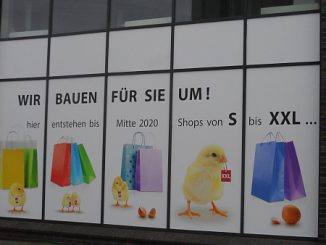 WIR BAUEN FÜR SIE UM!
hier entstehen bis Mitte 2020 Shops von S bis XXL ...
XXL